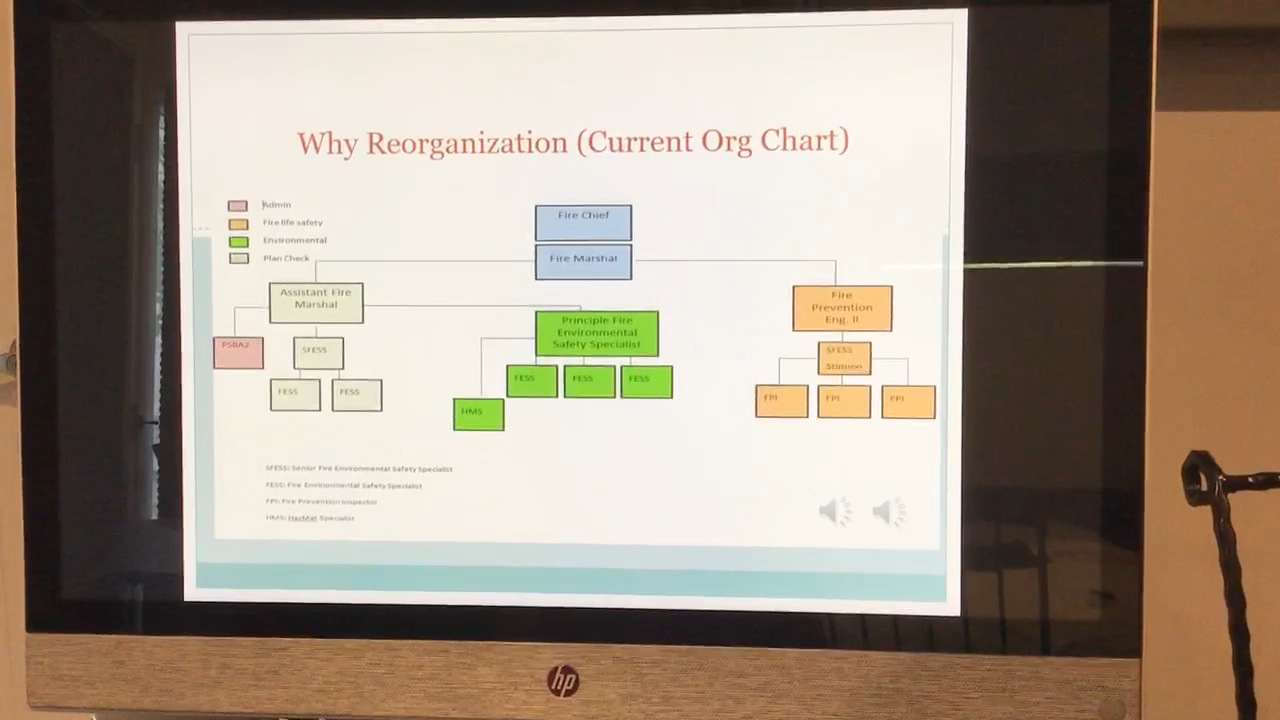 Why Reorganization (Current Org Chart)
Admin
Fire life safety
Environmental
Plan Check
Fire Chief
Fire Marshal
Assistant Fire
Marshal
Principle Fire
Environmental
Safety Specialist
Fire
Prevention
Eng. II
PSBA2
SFESS
FESS
FESS
FESS
FESS
FESS
HMS
SFESS
Stimson
FPI
FPI
FPI
SFESS: Senior Fire Environmental Safety Specialist
FESS: Fire Environmental Safety Specialist
FPI: Fire Prevention Inspector
HMS: HazMat Specialist
hp